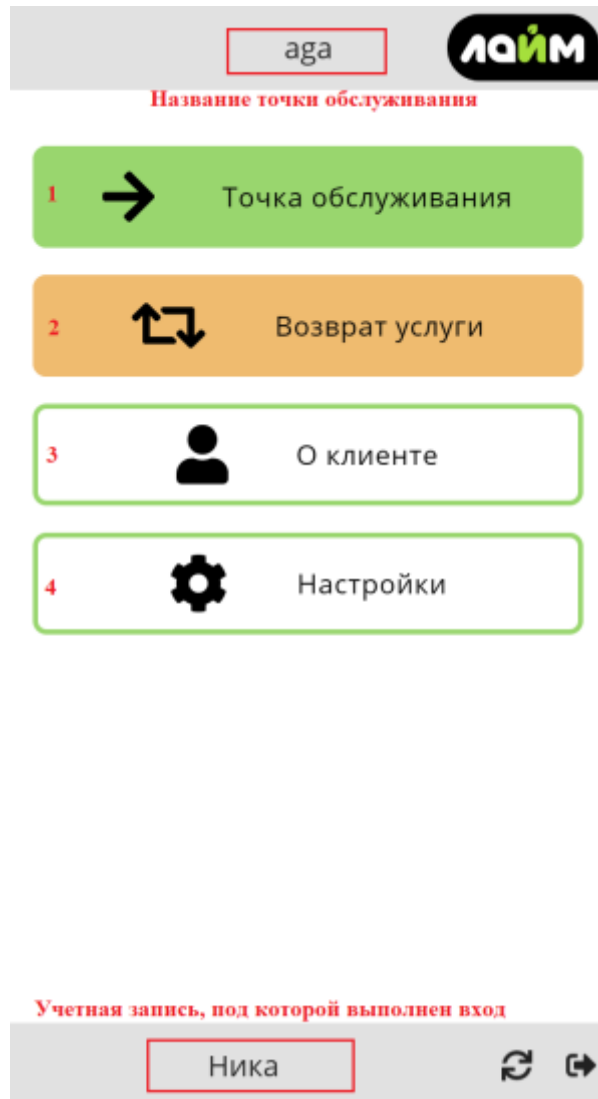 aga
лайм
Название точки обслуживания
1 Точка обслуживания
2 Возврат услуги
3 О клиенте
4 Настройки
Учетная запись, под которой выполнен вход
Ника